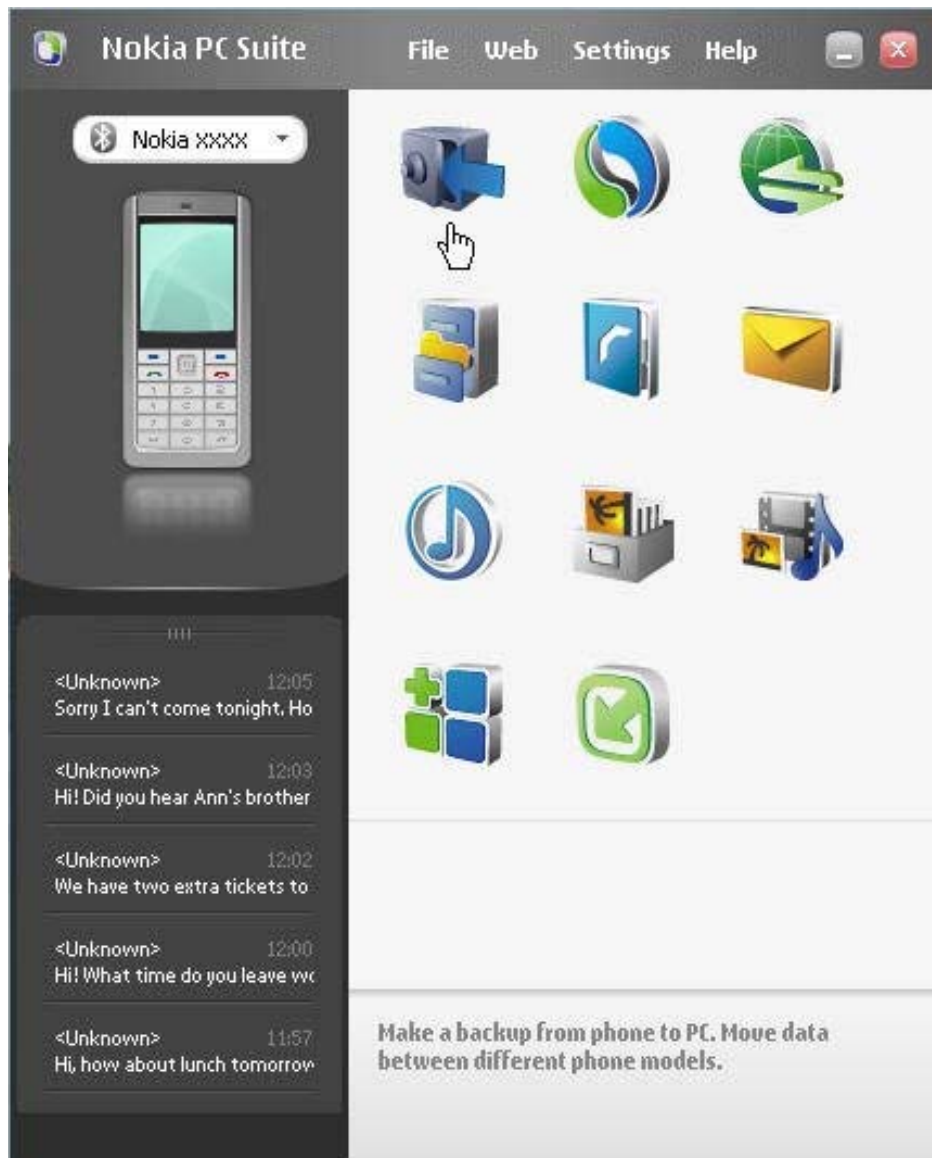 Nokia PC Suite File Web Settings Help
Nokia xxxx
<Unknown> 12:05
Sorry I can't come tonight. Ho
<Unknown> 12:03
Hi! Did you hear Ann's brother
<Unknown> 12:02
We have two extra tickets to
<Unknown> 12:00
Hi! What time do you leave wo
<Unknown> 11:57
Hi, how about lunch tomorrow
Make a backup from phone to PC. Move data
between different phone models.